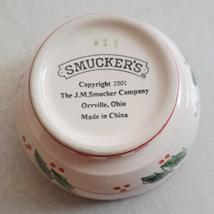 SMUCKER'S®
Copyright 2001
The J.M.Smucker Company
Orrville, Ohio
Made in China